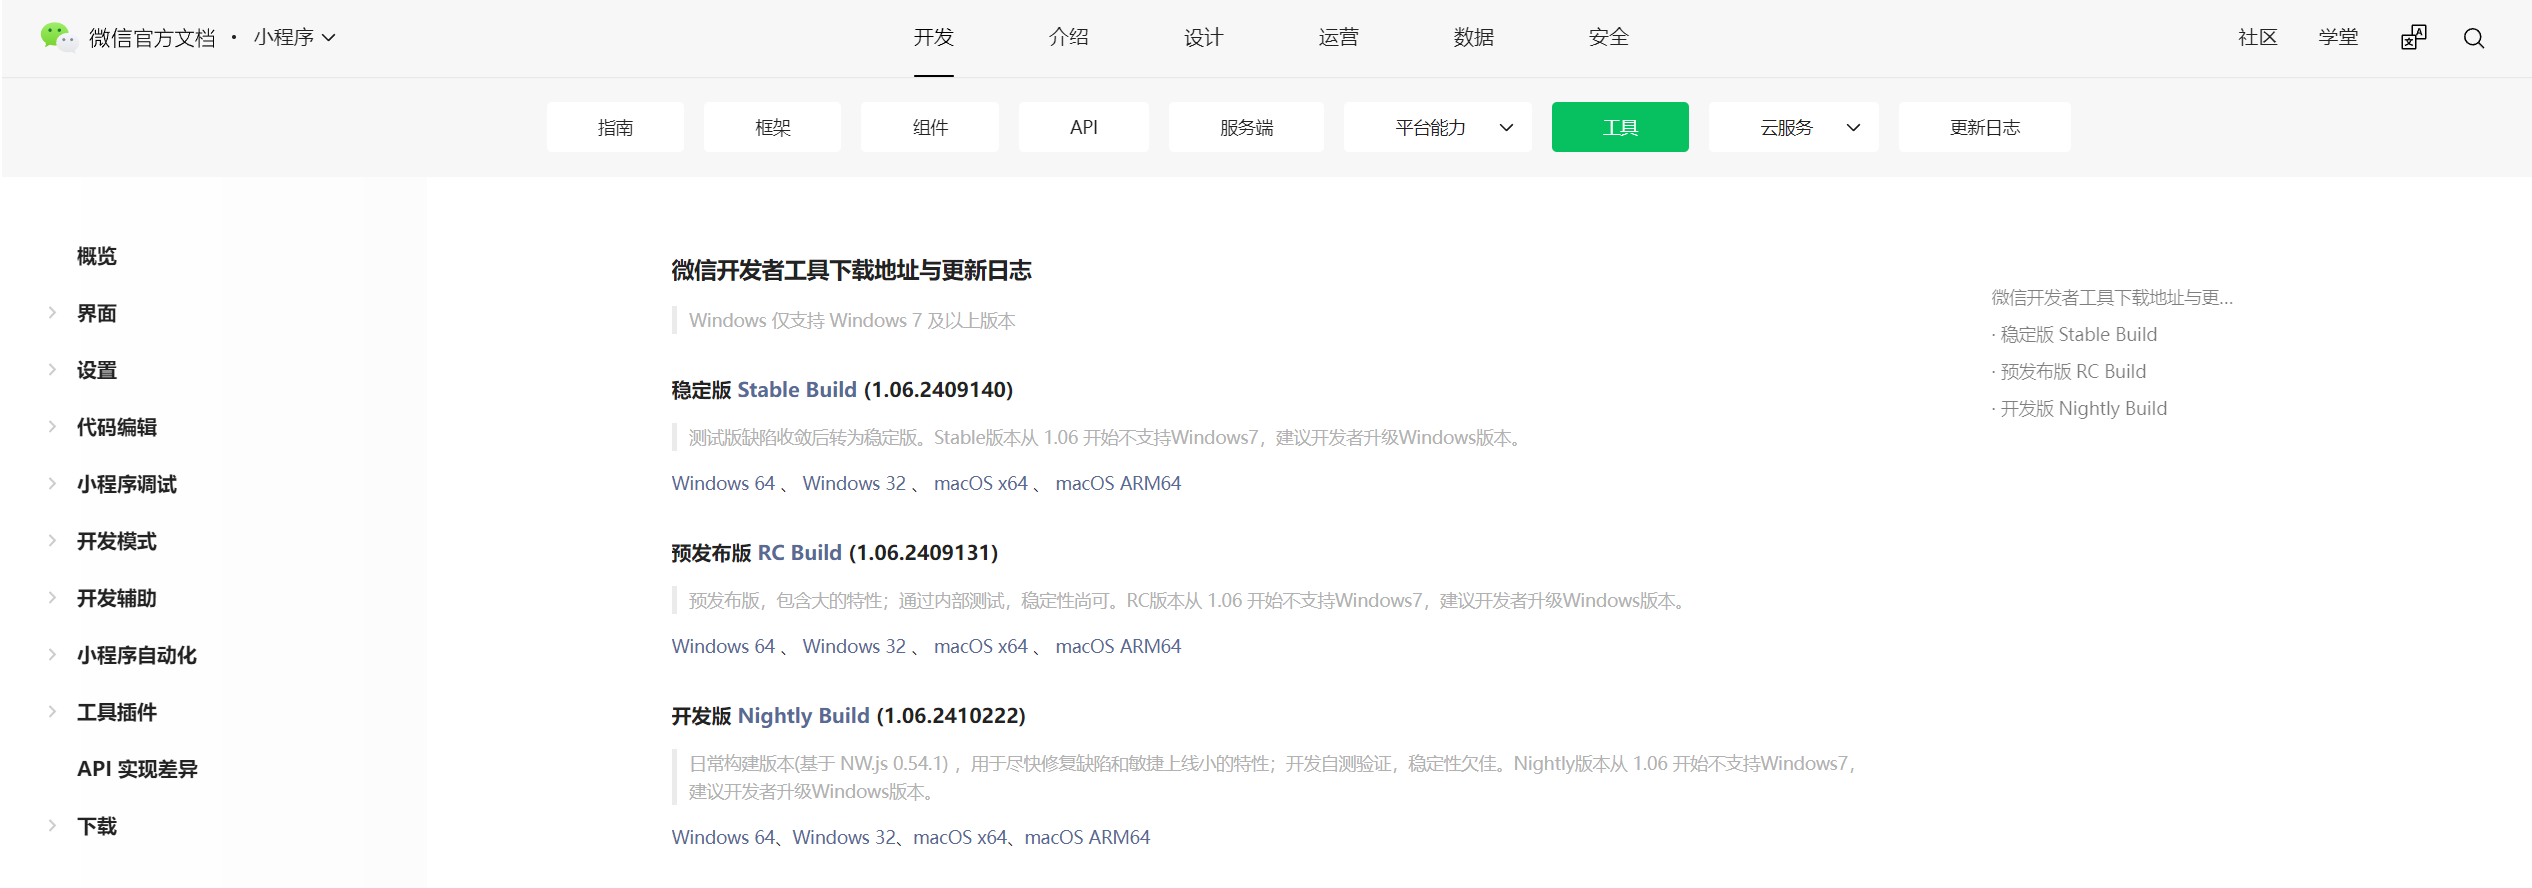 微信官方文档 · 小程序
开发 介绍 设计 运营 数据 安全
社区 学堂
指南 框架 组件 API 服务端 平台能力 工具 云服务 更新日志
概览
界面
设置
代码编辑
小程序调试
开发模式
开发辅助
小程序自动化
工具插件
API 实现差异
下载
微信开发者工具下载地址与更新日志
Windows 仅支持 Windows 7 及以上版本
稳定版 Stable Build (1.06.2409140)
测试版缺陷收敛后转为稳定版。Stable版本从 1.06 开始不支持Windows7，建议开发者升级Windows版本。
Windows 64 、 Windows 32 、 macOS x64 、 macOS ARM64
预发布版 RC Build (1.06.2409131)
预发布版，包含大的特性；通过内部测试，稳定性尚可。RC版本从 1.06 开始不支持Windows7，建议开发者升级Windows版本。
Windows 64 、 Windows 32 、 macOS x64 、 macOS ARM64
开发版 Nightly Build (1.06.2410222)
日常构建版本(基于 NW.js 0.54.1) ，用于尽快修复缺陷和敏捷上线小的特性；开发自测验证，稳定性欠佳。Nightly版本从 1.06 开始不支持Windows7，
建议开发者升级Windows版本。
Windows 64、Windows 32、macOS x64、macOS ARM64
微信开发者工具下载地址与更...
· 稳定版 Stable Build
· 预发布版 RC Build
· 开发版 Nightly Build